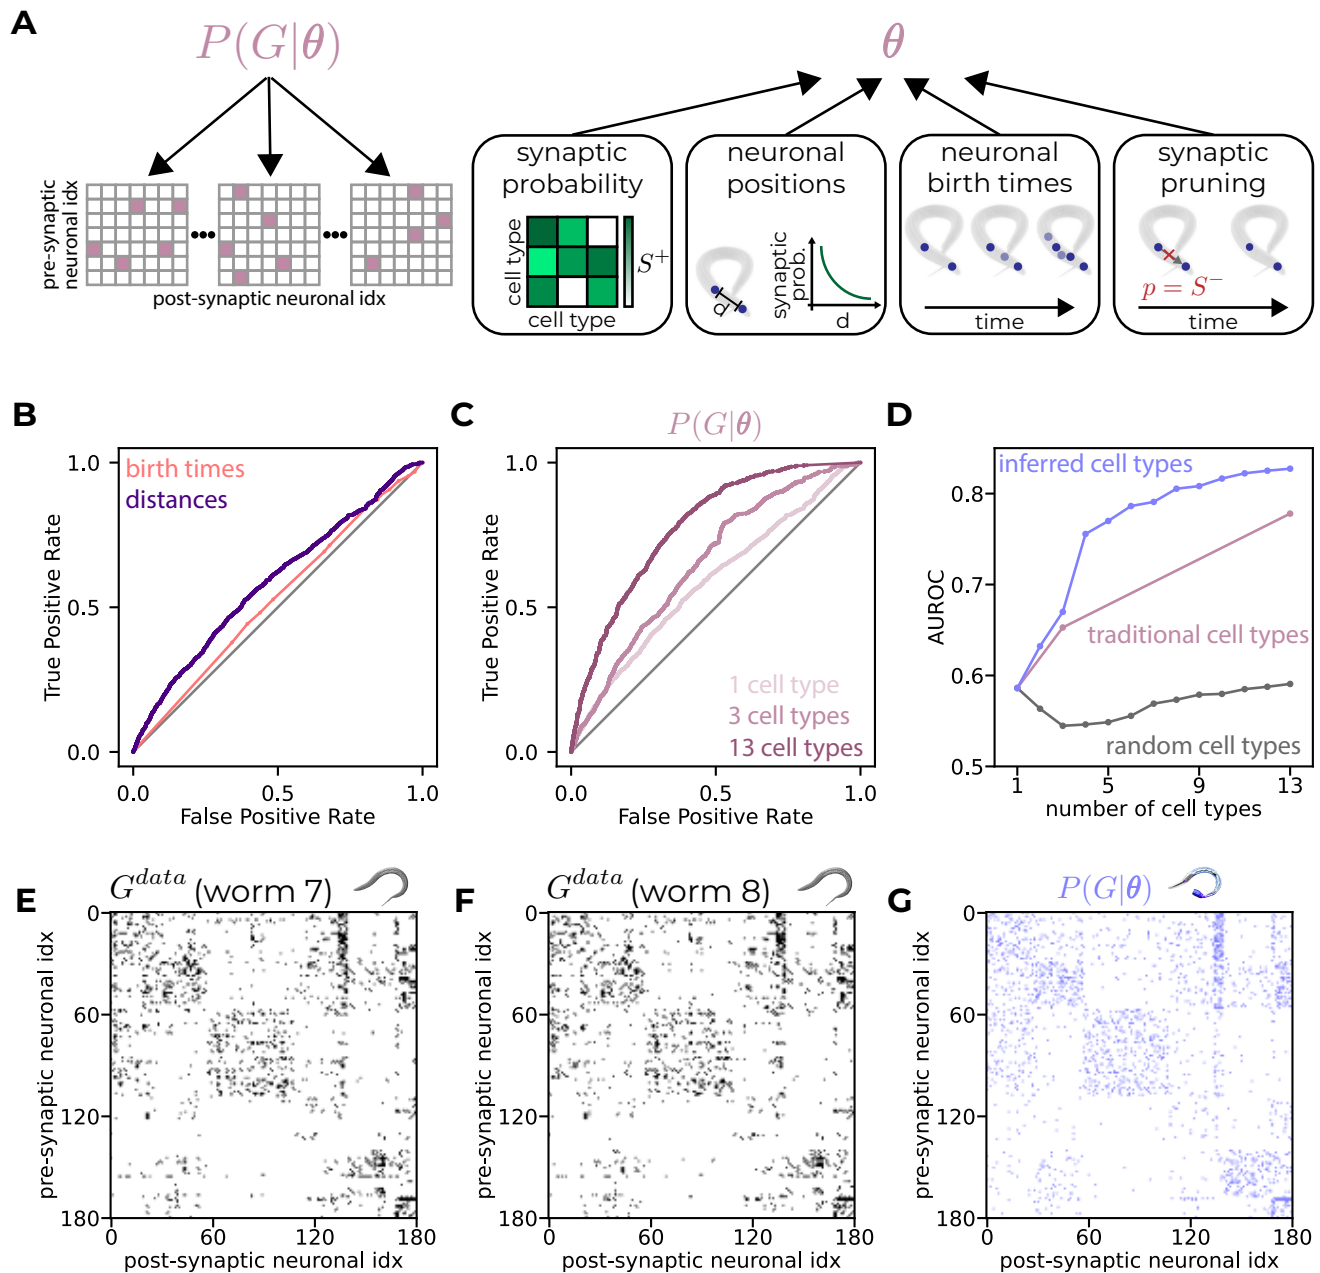 A
P(G|θ)
pre-synaptic
neuronal idx
post-synaptic neuronal idx
θ
synaptic
probability
cell type
S⁺
cell type
neuronal
positions
d
synaptic
prob.
d
neuronal
birth times
time
synaptic
pruning
p = S⁻
time
B
birth times
distances
True Positive Rate
1.0
0.5
0.0
0.0 0.5 1.0
False Positive Rate
C
P(G|θ)
True Positive Rate
1.0
0.5
0.0
1 cell type
3 cell types
13 cell types
0.0 0.5 1.0
False Positive Rate
D
AUROC
inferred cell types
traditional cell types
random cell types
0.8
0.7
0.6
0.5
1 5 9 13
number of cell types
E
G^data (worm 7)
pre-synaptic neuronal idx
0
60
120
180
0 60 120 180
post-synaptic neuronal idx
F
G^data (worm 8)
pre-synaptic neuronal idx
0
60
120
180
0 60 120 180
post-synaptic neuronal idx
G
P(G|θ)
pre-synaptic neuronal idx
0
60
120
180
0 60 120 180
post-synaptic neuronal idx